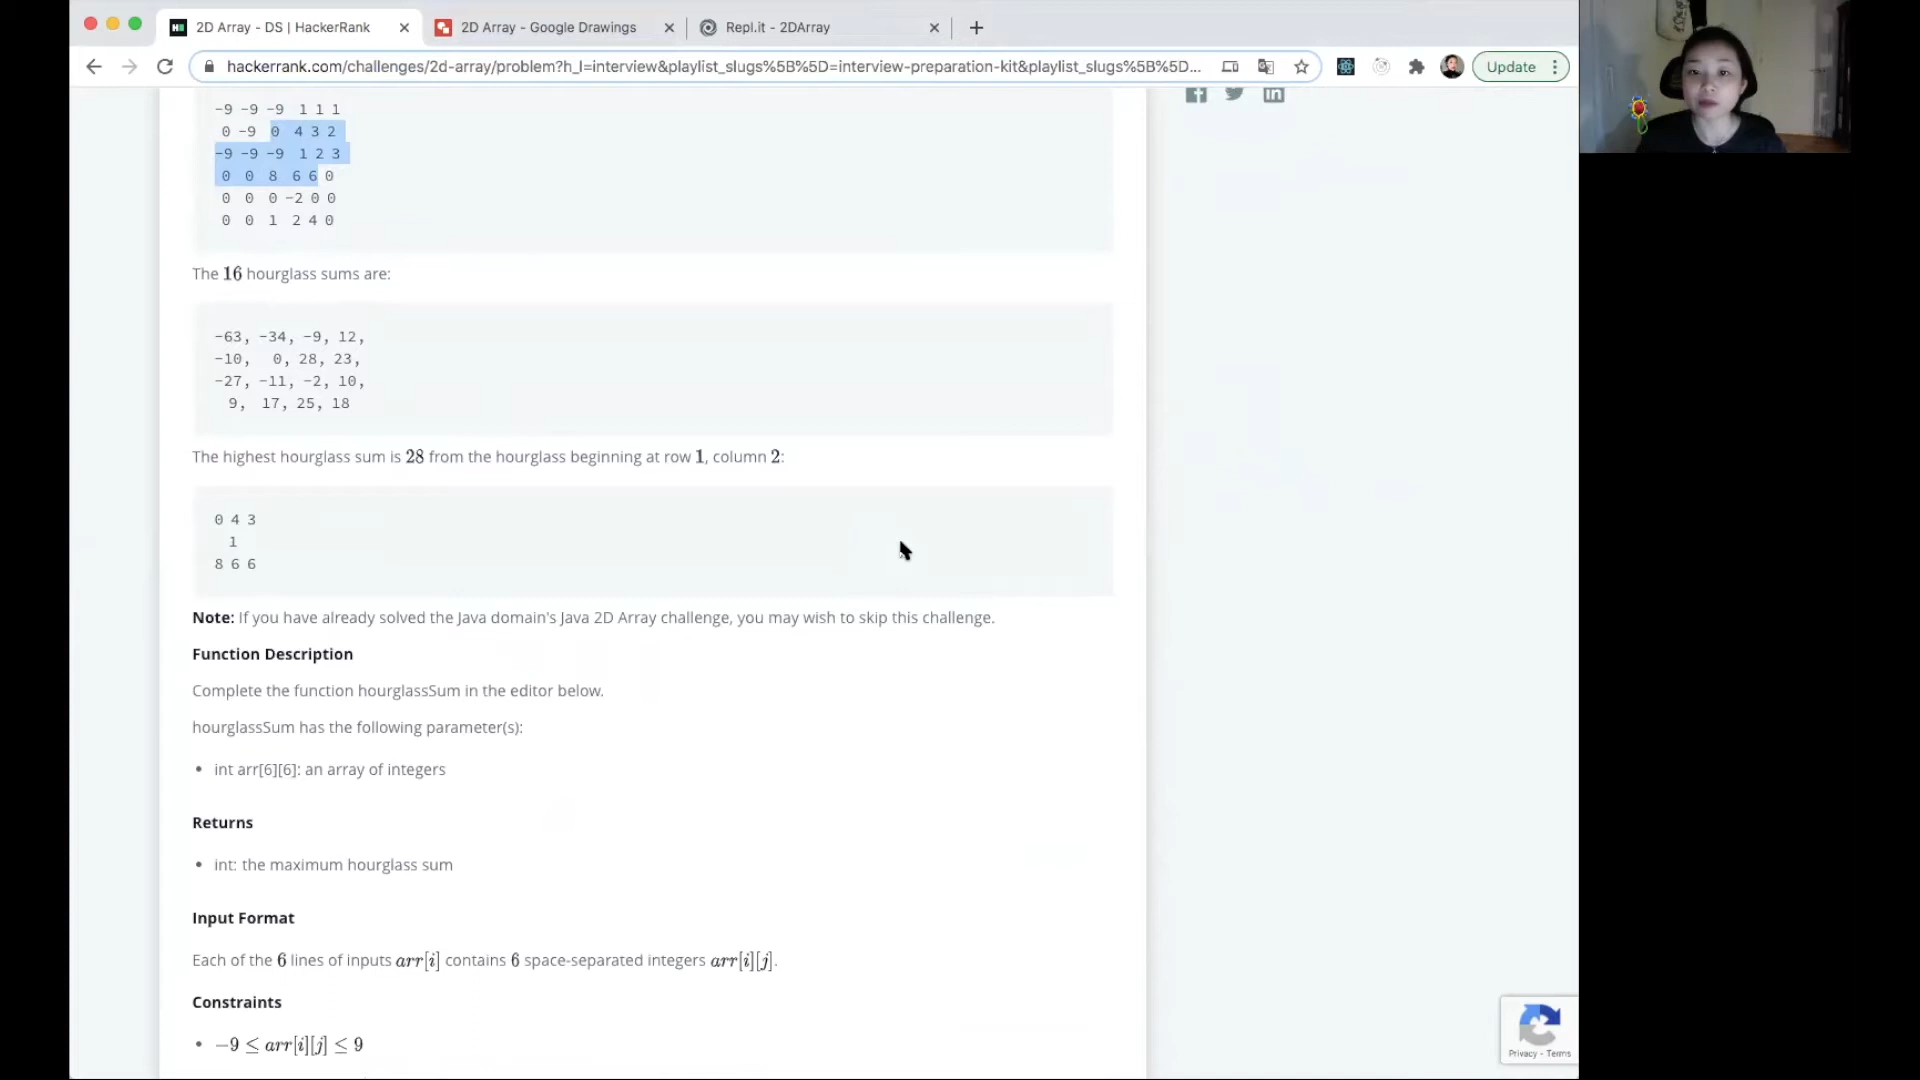 2D Array - DS | HackerRank
2D Array - Google Drawings
Repl.it - 2DArray
hackerrank.com/challenges/2d-array/problem?h_l=interview&playlist_slugs%5B%5D=interview-preparation-kit&playlist_slugs%5B%5D...
Update
-9 -9 -9 1 1 1
0 -9 0 4 3 2
-9 -9 -9 1 2 3
0 0 8 6 6 0
0 0 0 -2 0 0
0 0 1 2 4 0
The 16 hourglass sums are:
-63, -34, -9, 12,
-10, 0, 28, 23,
-27, -11, -2, 10,
9, 17, 25, 18
The highest hourglass sum is 28 from the hourglass beginning at row 1, column 2:
0 4 3
1
8 6 6
Note: If you have already solved the Java domain's Java 2D Array challenge, you may wish to skip this challenge.
Function Description
Complete the function hourglassSum in the editor below.
hourglassSum has the following parameter(s):
• int arr[6][6]: an array of integers
Returns
• int: the maximum hourglass sum
Input Format
Each of the 6 lines of inputs arr[i] contains 6 space-separated integers arr[i][j].
Constraints
• −9 ≤ arr[i][j] ≤ 9
Privacy - Terms